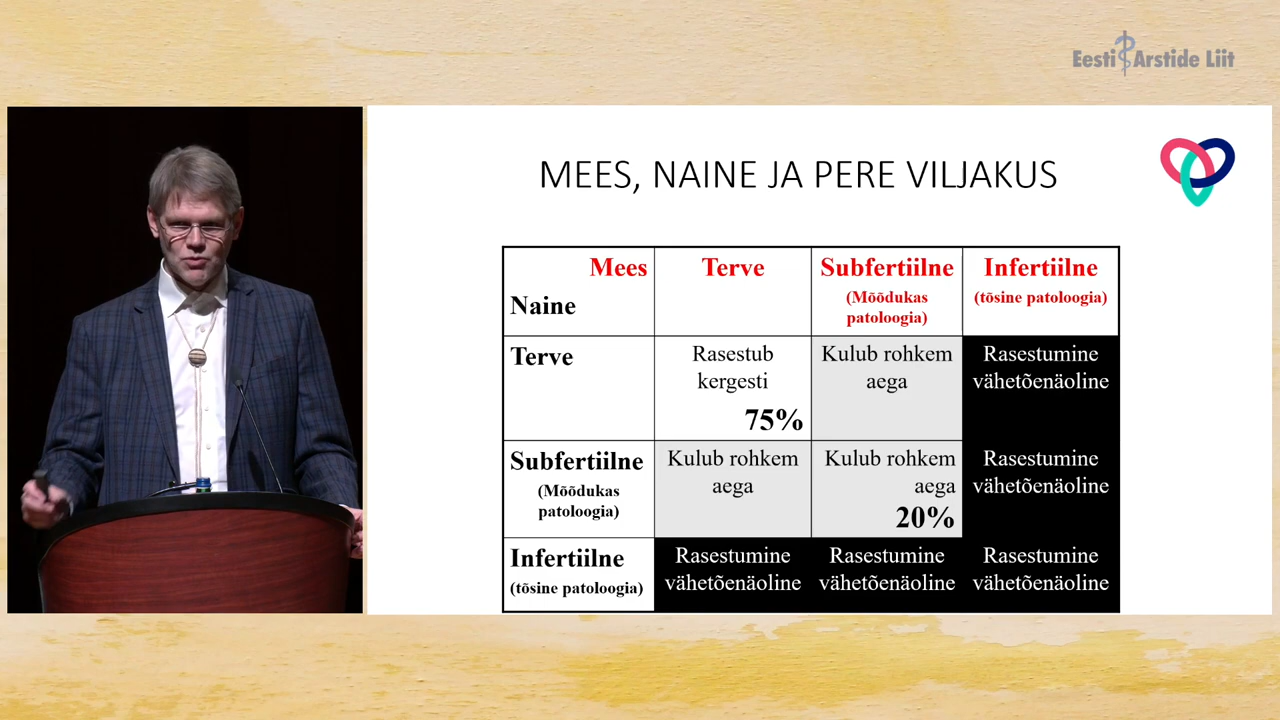 Eesti Arstide Liit
MEES, NAINE JA PERE VILJAKUS
Mees
Naine
Terve
Subfertiilne
(Mõõdukas
patoloogia)
Infertiilne
(tõsine patoloogia)
Terve
Rasestub
kergesti
75%
Kulub rohkem
aega
Rasestumine
vähetõenäoline
Subfertiilne
(Mõõdukas
patoloogia)
Kulub rohkem
aega
Kulub rohkem
aega
20%
Rasestumine
vähetõenäoline
Infertiilne
(tõsine patoloogia)
Rasestumine
vähetõenäoline
Rasestumine
vähetõenäoline
Rasestumine
vähetõenäoline